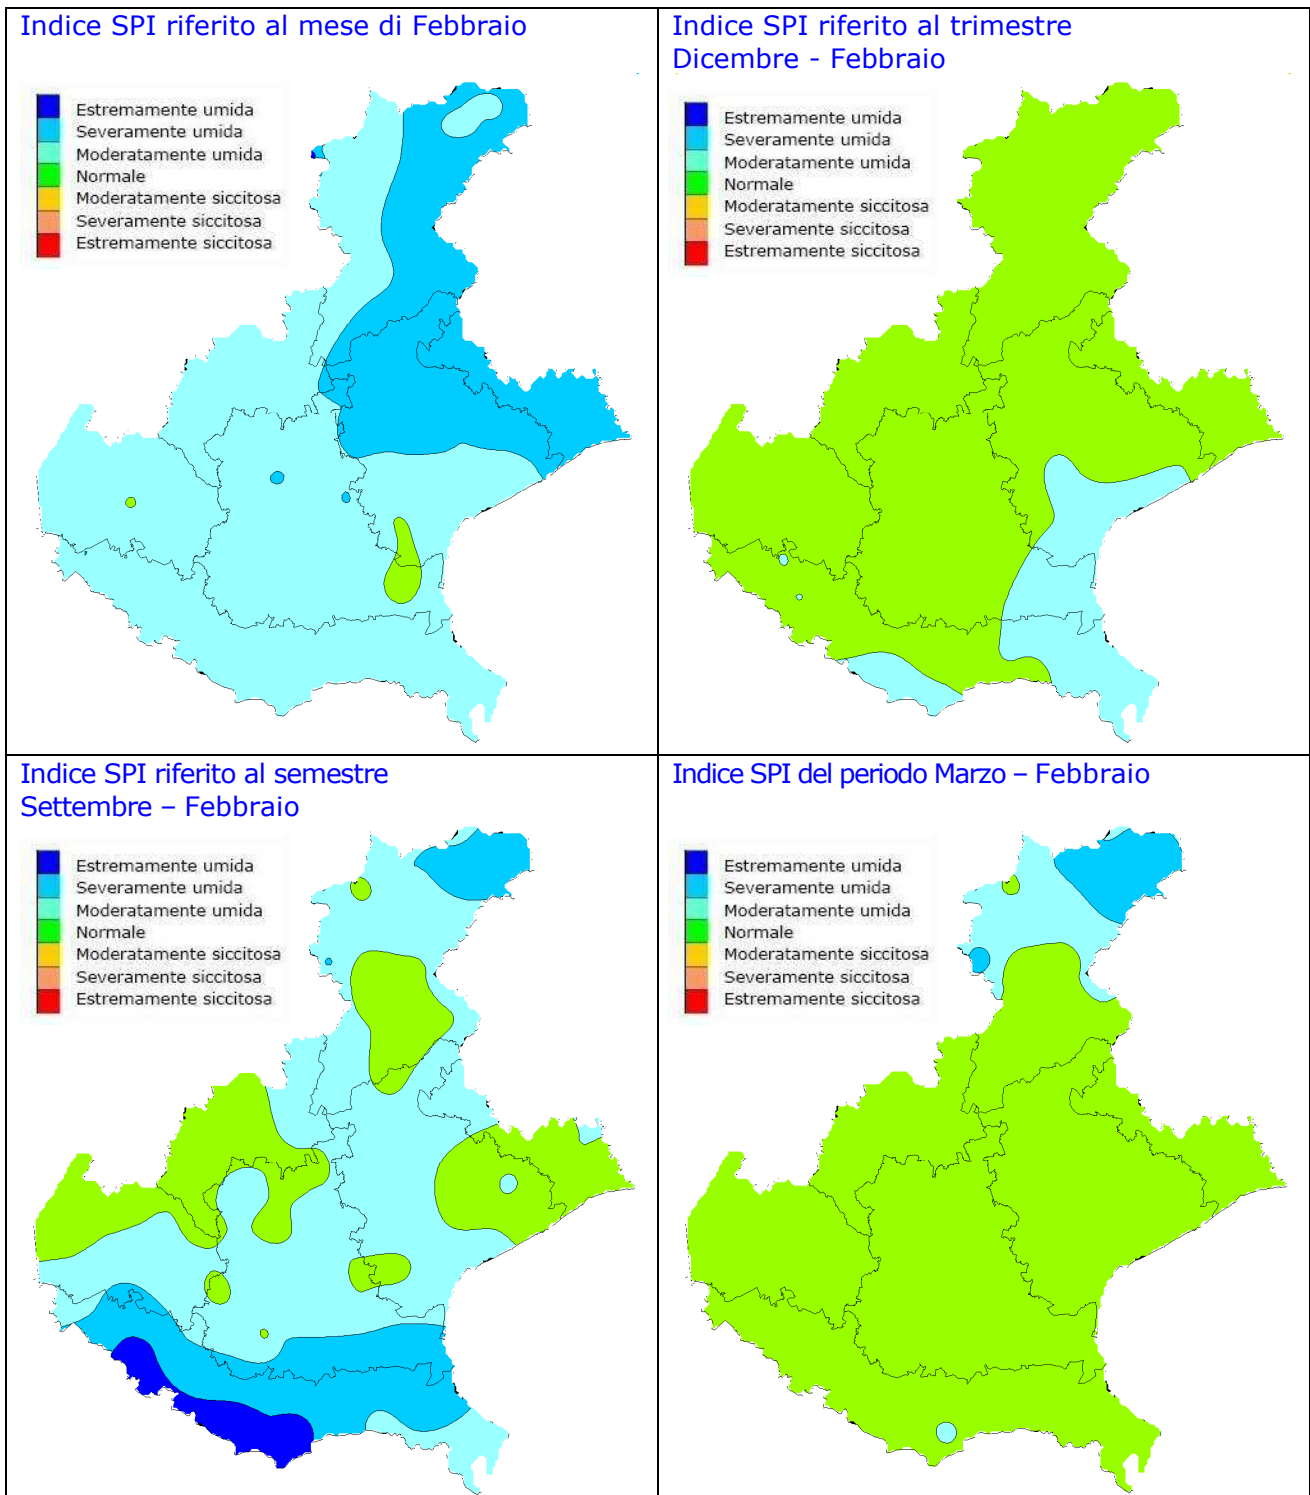 Indice SPI riferito al mese di Febbraio
Estremamente umida
Severamente umida
Moderatamente umida
Normale
Moderatamente siccitosa
Severamente siccitosa
Estremamente siccitosa
Indice SPI riferito al trimestre
Dicembre - Febbraio
Estremamente umida
Severamente umida
Moderatamente umida
Normale
Moderatamente siccitosa
Severamente siccitosa
Estremamente siccitosa
Indice SPI riferito al semestre
Settembre – Febbraio
Estremamente umida
Severamente umida
Moderatamente umida
Normale
Moderatamente siccitosa
Severamente siccitosa
Estremamente siccitosa
Indice SPI del periodo Marzo – Febbraio
Estremamente umida
Severamente umida
Moderatamente umida
Normale
Moderatamente siccitosa
Severamente siccitosa
Estremamente siccitosa